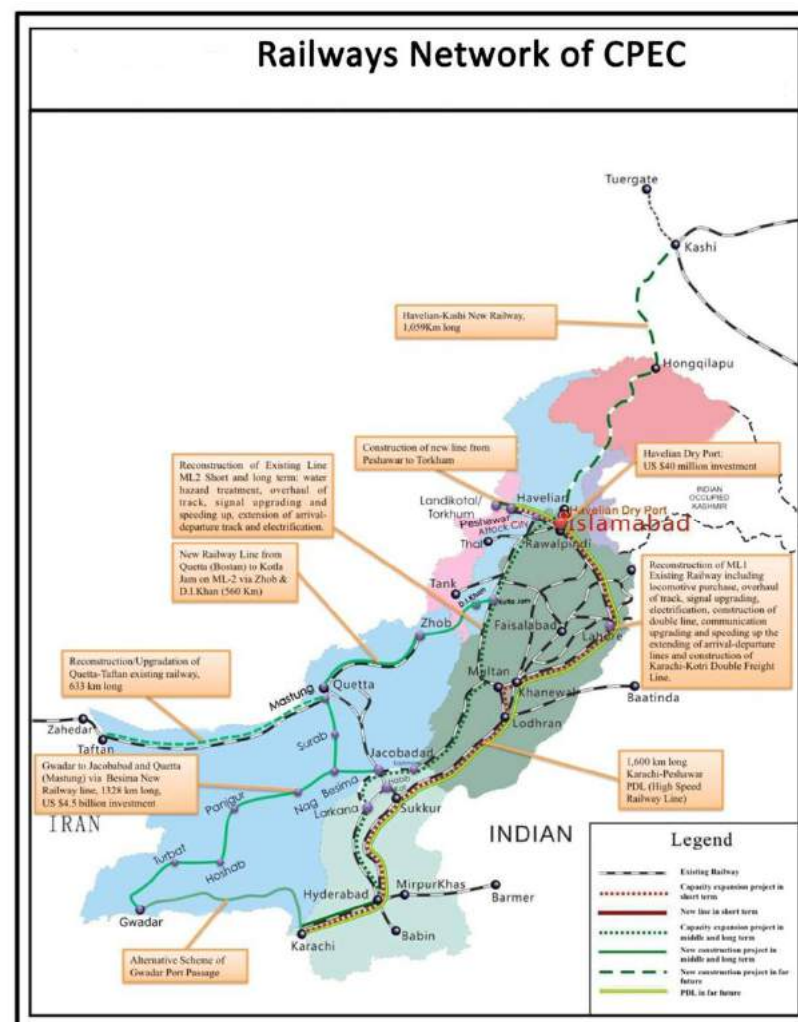 Railways Network of CPEC
Tuergate
Kashi
Havelian-Kashi New Railway,
1,059Km long
Hongqilapu
Reconstruction of Existing Line
ML2 Short and long term: water
hazard treatment, overhaul of
track, signal upgrading and
speeding up, extension of arrival-
departure track and electrification.
Construction of new line from
Peshawar to Torkham
Havelian Dry Port:
US $40 million investment
INDIAN
OCCUPIED
KASHMIR
Landikotal/
Torkhum
Havelian
Havelian Dry Port
Peshawar
Attock City
Islamabad
Rawalpindi
Thal
New Railway Line from
Quetta (Bostan) to Kotla
Jam on ML-2 via Zhob &
D.I.Khan (560 Km)
Tank
D.I.Khan
Kotla Jam
Zhob
Faisalabad
Lahore
Reconstruction of ML1
Existing Railway including
locomotive purchase, overhaul
of track, signal upgrading,
electrification, construction of
double line, communication
upgrading and speeding up the
extending of arrival-departure
lines and construction of
Karachi-Kotri Double Freight
Line.
Reconstruction/Upgradation of
Quetta-Taftan existing railway,
633 km long
Mastung
Quetta
Multan
Khanewal
Baatinda
Lodhran
Zahedar
Taftan
Surab
Jacobadad
Gwadar to Jacobabad and Quetta
(Mastung) via Besima New
Railway line, 1328 km long,
US $4.5 billion investment
1,600 km long
Karachi-Peshawar
PDL (High Speed
Railway Line)
Besima
Nag
Panjgur
Larkana
Sukkur
IRAN
INDIAN
Turbat
Hoshab
Gwadar
Hyderabad
MirpurKhas
Barmer
Babin
Karachi
Alternative Scheme of
Gwadar Port Passage
Legend
Existing Railway
Capacity expansion project in
short term
New line in short term
Capacity expansion project in
middle and long term
New construction project in
middle and long term
New construction project in far
future
PDL in far future